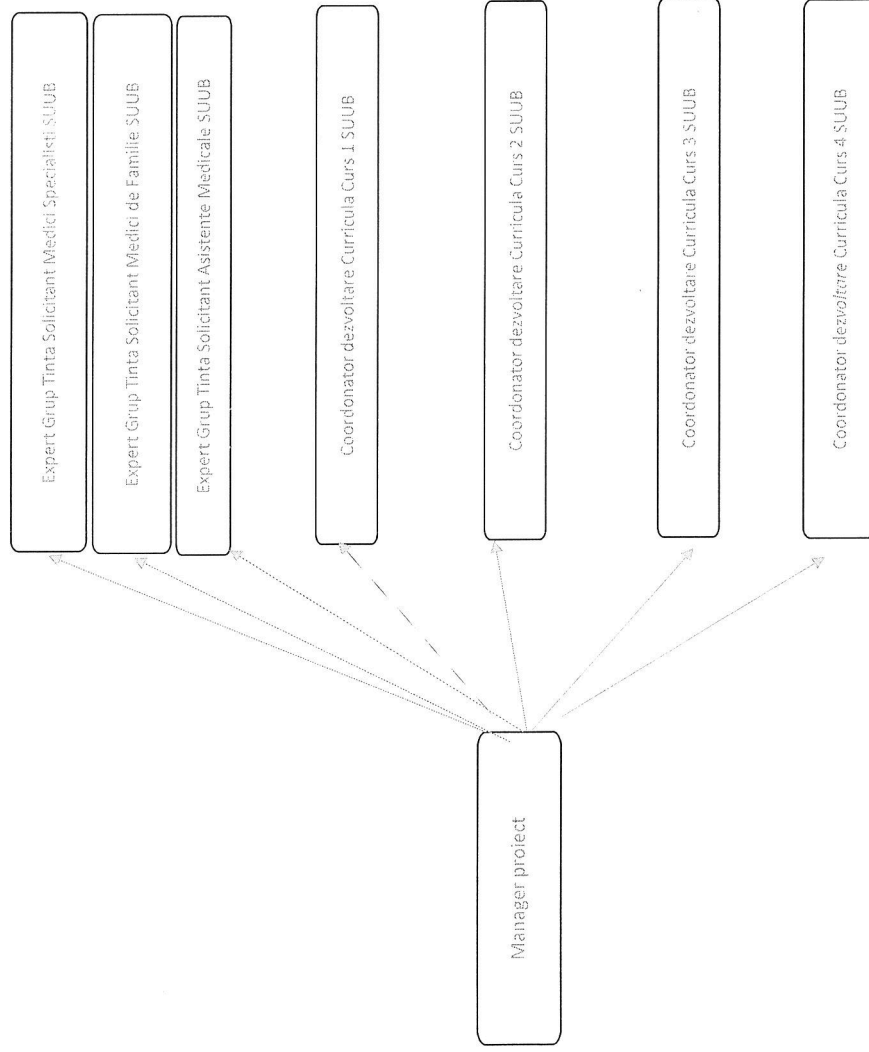 Manager proiect
Expert Grup Tinta Solicitant Medici Specialisti SUUB
Expert Grup Tinta Solicitant Medici de Familie SUUB
Expert Grup Tinta Solicitant Asistente Medicale SUUB
Coordonator dezvoltare Curricula Curs 1 SUUB
Coordonator dezvoltare Curricula Curs 2 SUUB
Coordonator dezvoltare Curricula Curs 3 SUUB
Coordonator dezvoltare Curricula Curs 4 SUUB